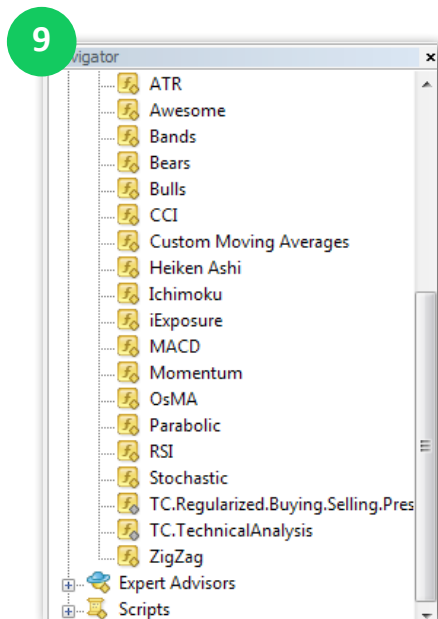 9
vigator
ATR
Awesome
Bands
Bears
Bulls
CCI
Custom Moving Averages
Heiken Ashi
Ichimoku
iExposure
MACD
Momentum
OsMA
Parabolic
RSI
Stochastic
TC.Regularized.Buying.Selling.Pres
TC.TechnicalAnalysis
ZigZag
Expert Advisors
Scripts